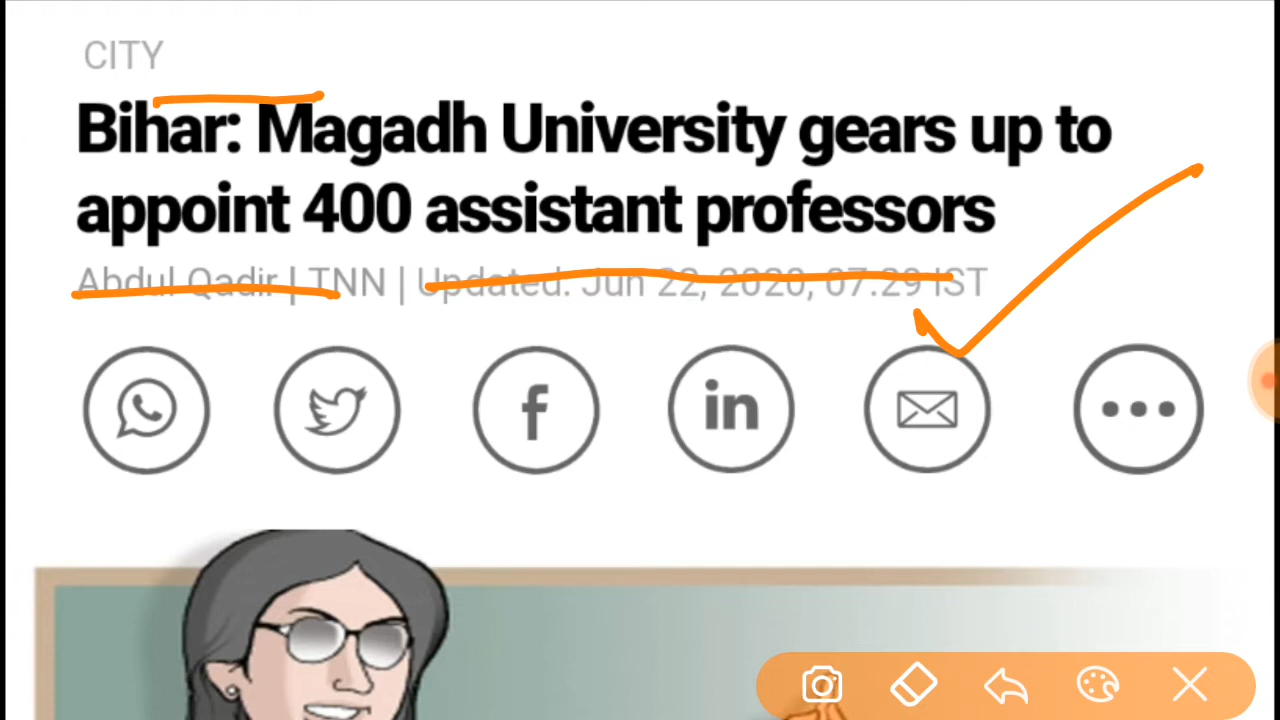 CITY
Bihar: Magadh University gears up to
appoint 400 assistant professors
Abdul Qadir | TNN | Updated: Jun 22, 2020, 07:29 IST
f
in